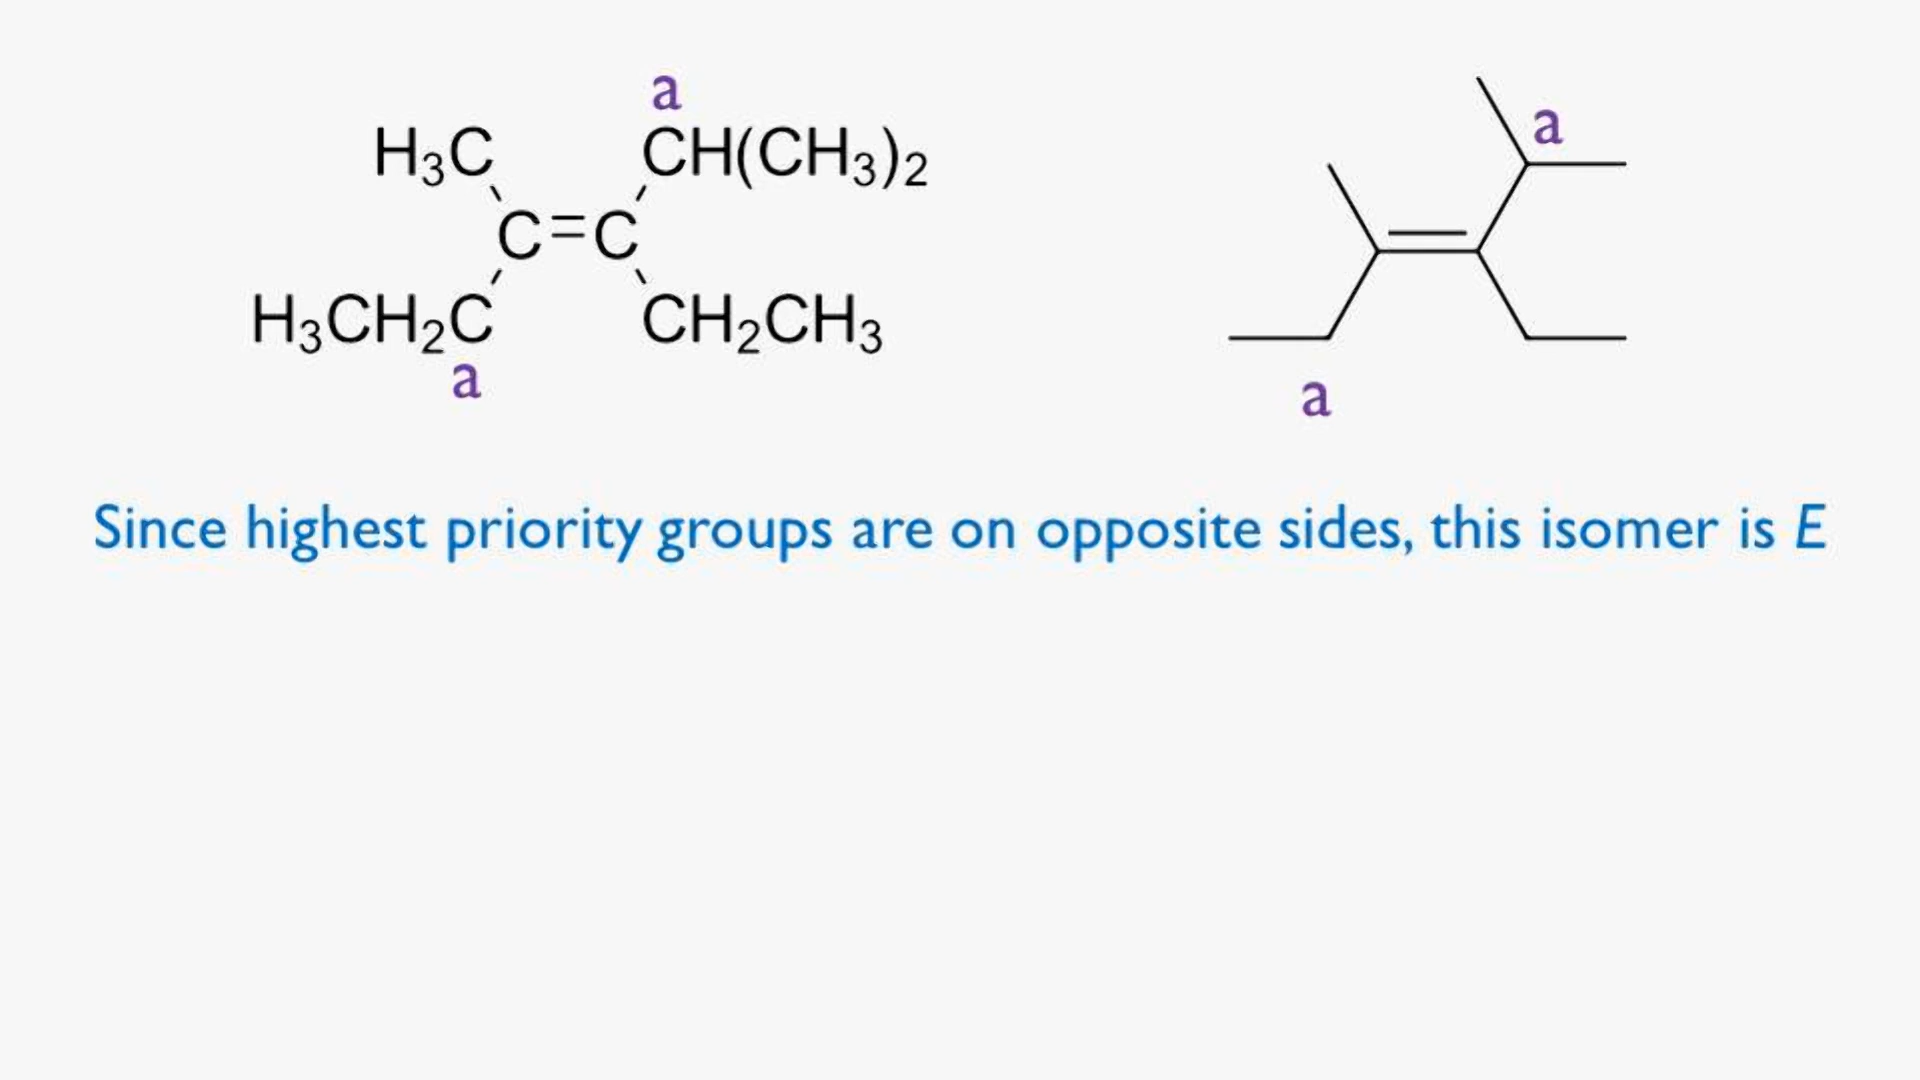 a
H₃C CH(CH₃)₂
a
C=C
H₃CH₂C CH₂CH₃
a
a
Since highest priority groups are on opposite sides, this isomer is E